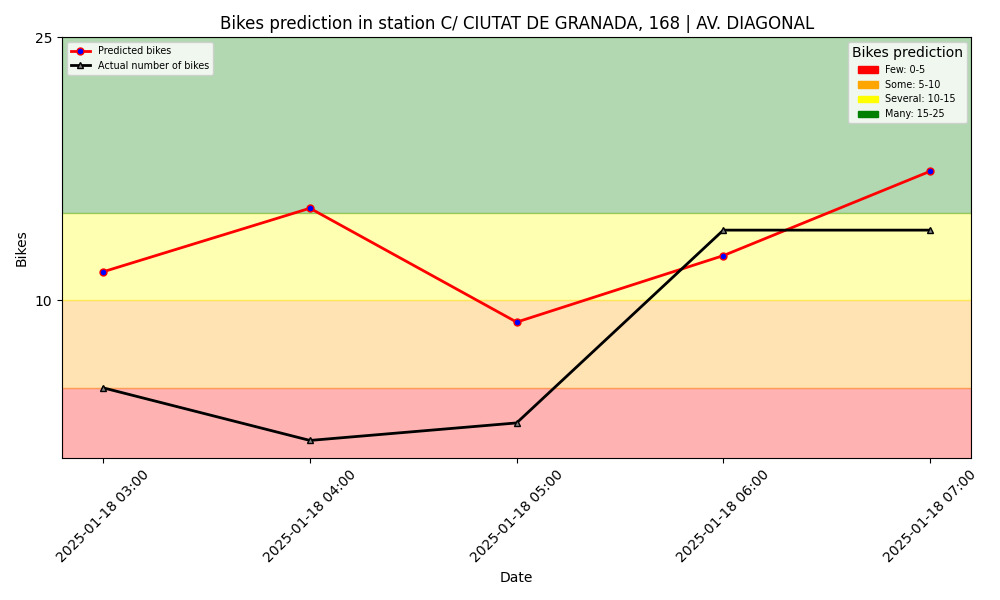 Bikes prediction in station C/ CIUTAT DE GRANADA, 168 | AV. DIAGONAL
25
Predicted bikes
Actual number of bikes
Bikes prediction
Few: 0-5
Some: 5-10
Several: 10-15
Many: 15-25
Bikes
10
2025-01-18 03:00
2025-01-18 04:00
2025-01-18 05:00
2025-01-18 06:00
2025-01-18 07:00
Date